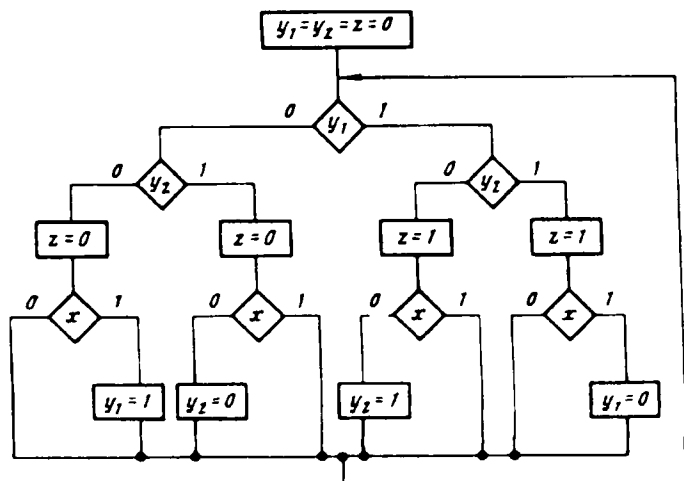 y₁=y₂=z=0
0 1
y₁
0 1 0 1
y₂ y₂
z=0 z=0 z=1 z=1
0 1 0 1 0 1 0 1
x x x x
y₁=1 y₂=0 y₂=1 y₁=0